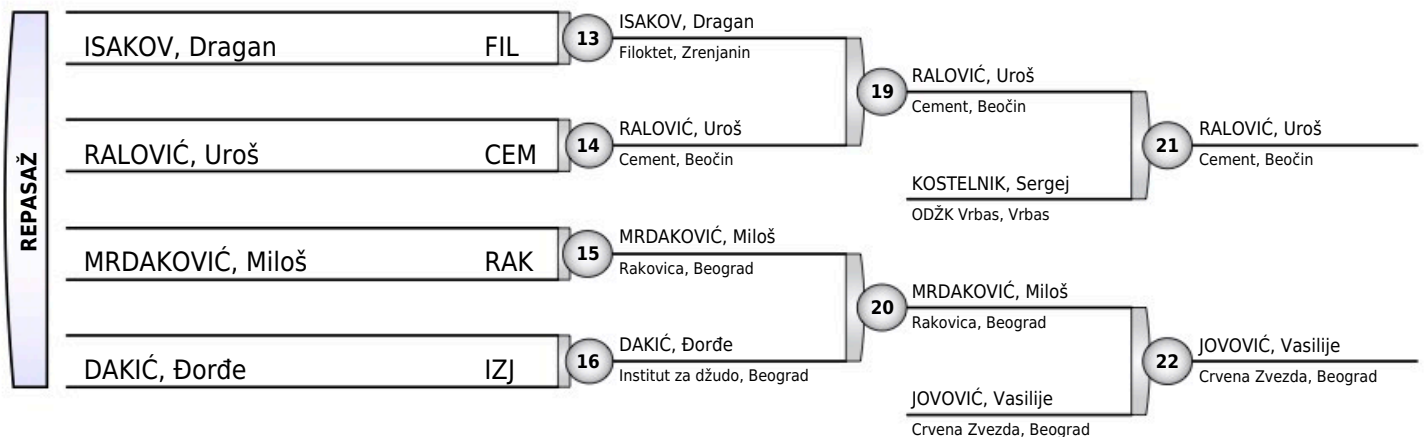 REPASAŽ
ISAKOV, Dragan FIL
RALOVIĆ, Uroš CEM
MRDAKOVIĆ, Miloš RAK
DAKIĆ, Đorđe IZJ
13
ISAKOV, Dragan
Filoktet, Zrenjanin
14
RALOVIĆ, Uroš
Cement, Beočin
15
MRDAKOVIĆ, Miloš
Rakovica, Beograd
16
DAKIĆ, Đorđe
Institut za džudo, Beograd
19
RALOVIĆ, Uroš
Cement, Beočin
KOSTELNIK, Sergej
ODŽK Vrbas, Vrbas
20
MRDAKOVIĆ, Miloš
Rakovica, Beograd
JOVOVIĆ, Vasilije
Crvena Zvezda, Beograd
21
RALOVIĆ, Uroš
Cement, Beočin
22
JOVOVIĆ, Vasilije
Crvena Zvezda, Beograd